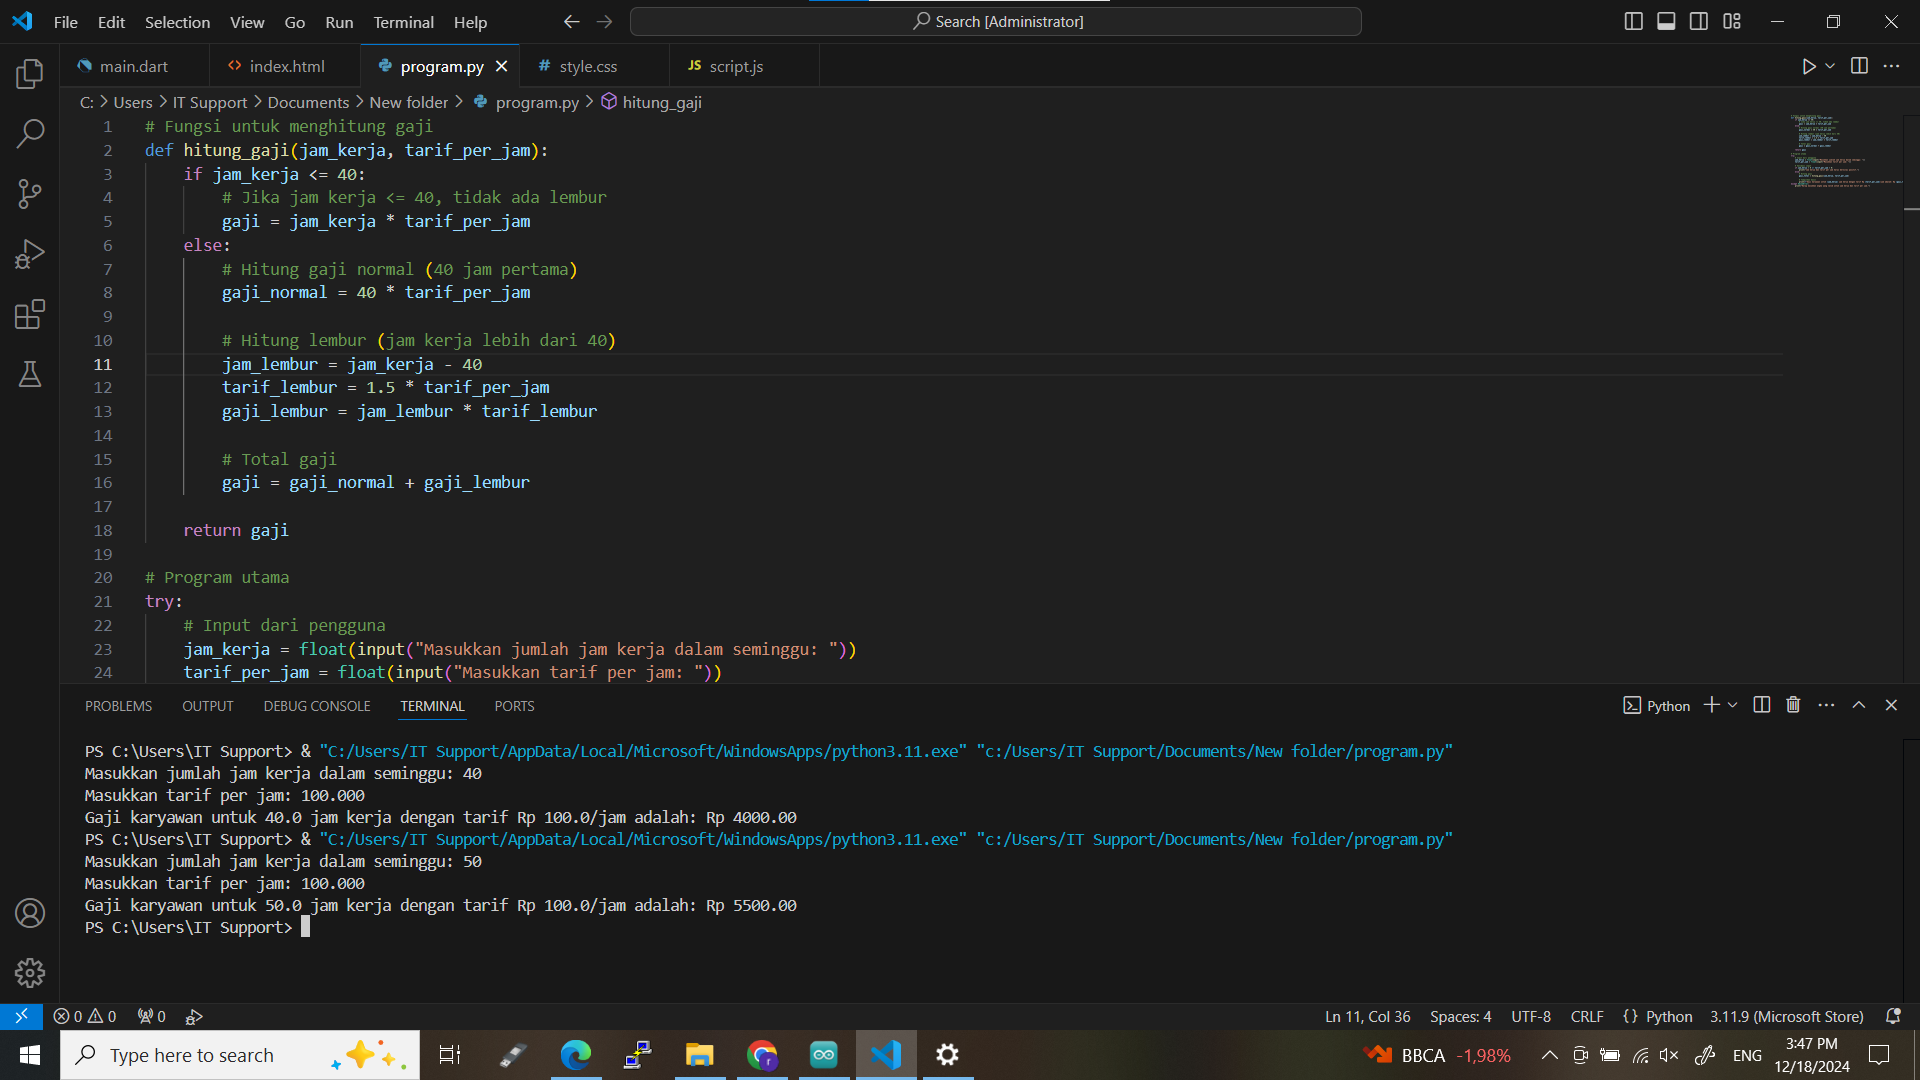 File Edit Selection View Go Run Terminal Help
Search [Administrator]
main.dart
index.html
program.py
# style.css
JS script.js
C: > Users > IT Support > Documents > New folder > program.py > hitung_gaji
1 # Fungsi untuk menghitung gaji
2 def hitung_gaji(jam_kerja, tarif_per_jam):
3 if jam_kerja <= 40:
4 # Jika jam kerja <= 40, tidak ada lembur
5 gaji = jam_kerja * tarif_per_jam
6 else:
7 # Hitung gaji normal (40 jam pertama)
8 gaji_normal = 40 * tarif_per_jam
9
10 # Hitung lembur (jam kerja lebih dari 40)
11 jam_lembur = jam_kerja - 40
12 tarif_lembur = 1.5 * tarif_per_jam
13 gaji_lembur = jam_lembur * tarif_lembur
14
15 # Total gaji
16 gaji = gaji_normal + gaji_lembur
17
18 return gaji
19
20 # Program utama
21 try:
22 # Input dari pengguna
23 jam_kerja = float(input("Masukkan jumlah jam kerja dalam seminggu: "))
24 tarif_per_jam = float(input("Masukkan tarif per jam: "))
PROBLEMS OUTPUT DEBUG CONSOLE TERMINAL PORTS
Python
PS C:\Users\IT Support> & "C:/Users/IT Support/AppData/Local/Microsoft/WindowsApps/python3.11.exe" "c:/Users/IT Support/Documents/New folder/program.py"
Masukkan jumlah jam kerja dalam seminggu: 40
Masukkan tarif per jam: 100.000
Gaji karyawan untuk 40.0 jam kerja dengan tarif Rp 100.0/jam adalah: Rp 4000.00
PS C:\Users\IT Support> & "C:/Users/IT Support/AppData/Local/Microsoft/WindowsApps/python3.11.exe" "c:/Users/IT Support/Documents/New folder/program.py"
Masukkan jumlah jam kerja dalam seminggu: 50
Masukkan tarif per jam: 100.000
Gaji karyawan untuk 50.0 jam kerja dengan tarif Rp 100.0/jam adalah: Rp 5500.00
PS C:\Users\IT Support>
0 0 0
Ln 11, Col 36 Spaces: 4 UTF-8 CRLF {} Python 3.11.9 (Microsoft Store)
Type here to search
BBCA -1,98%
ENG
3:47 PM
12/18/2024